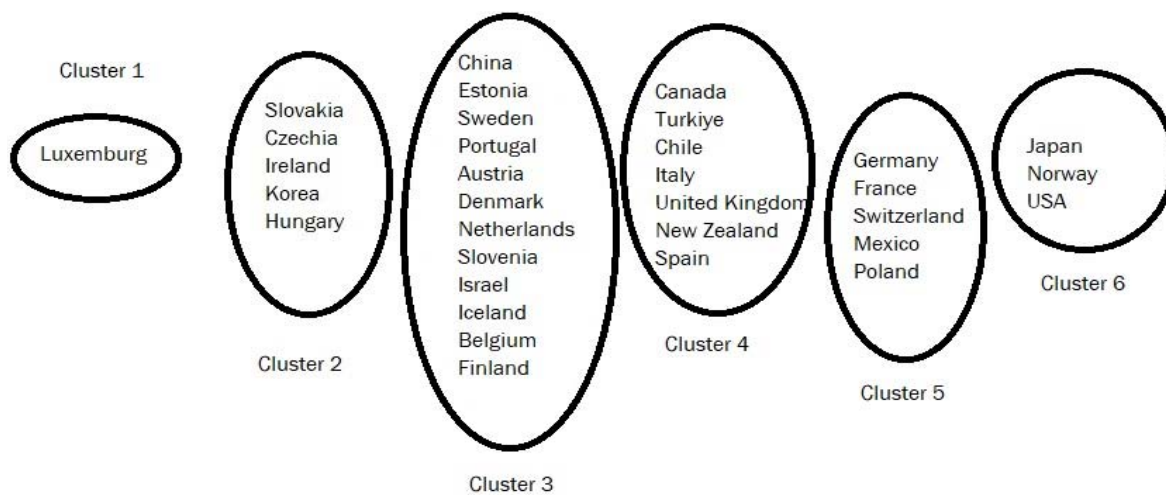 Cluster 1
Luxemburg
Slovakia
Czechia
Ireland
Korea
Hungary
Cluster 2
China
Estonia
Sweden
Portugal
Austria
Denmark
Netherlands
Slovenia
Israel
Iceland
Belgium
Finland
Cluster 3
Canada
Turkiye
Chile
Italy
United Kingdom
New Zealand
Spain
Cluster 4
Germany
France
Switzerland
Mexico
Poland
Cluster 5
Japan
Norway
USA
Cluster 6